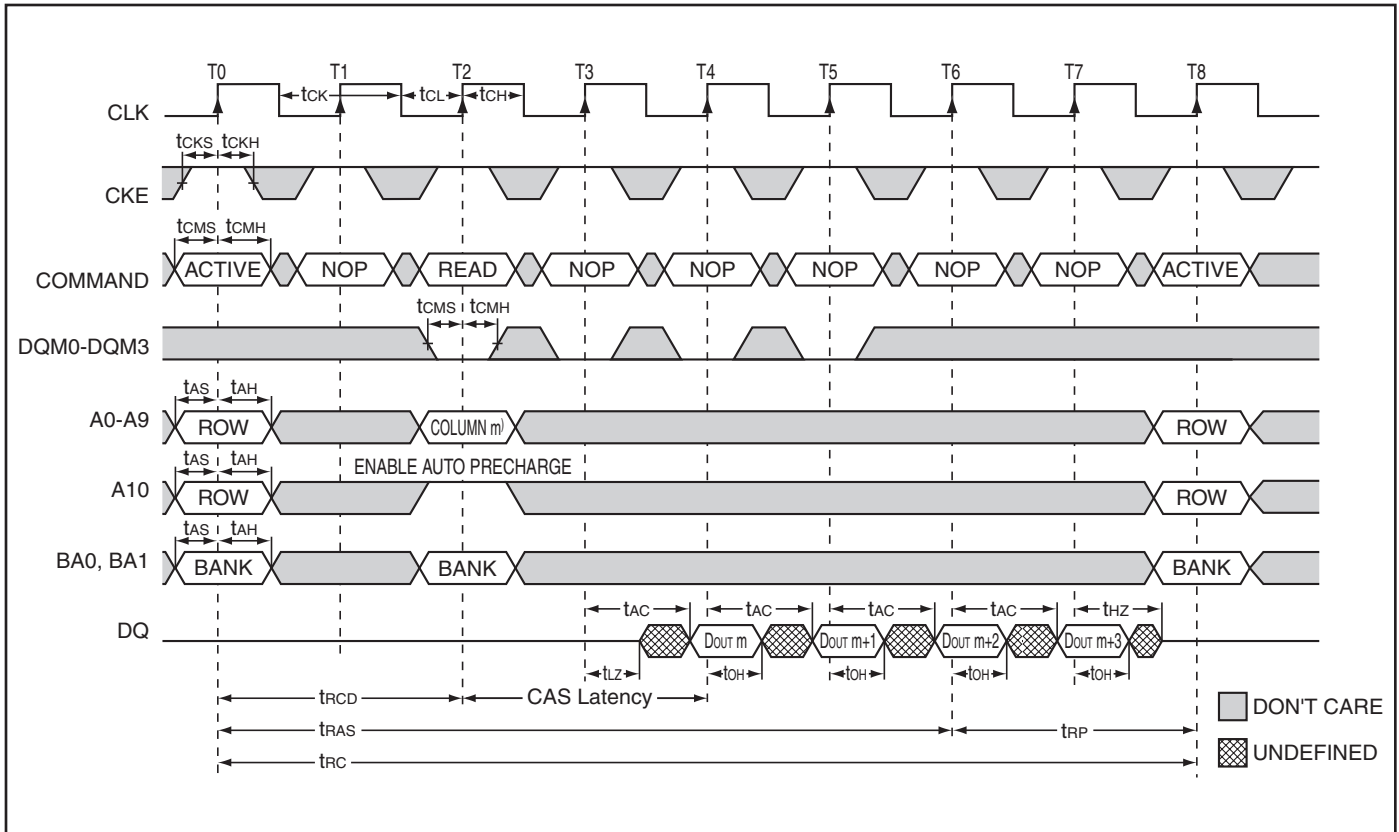 T0 T1 T2 T3 T4 T5 T6 T7 T8
CLK tCK tCL tCH
tCKS tCKH
CKE
tCMS tCMH
COMMAND ACTIVE NOP READ NOP NOP NOP NOP NOP ACTIVE
tCMS tCMH
DQM0-DQM3
tAS tAH
A0-A9 ROW COLUMN m) ROW
tAS tAH ENABLE AUTO PRECHARGE
A10 ROW ROW
tAS tAH
BA0, BA1 BANK BANK BANK
tAC tAC tAC tAC tHZ
DQ DOUT m DOUT m+1 DOUT m+2 DOUT m+3
tLZ tOH tOH tOH tOH
tRCD CAS Latency
DON'T CARE
tRAS tRP
UNDEFINED
tRC